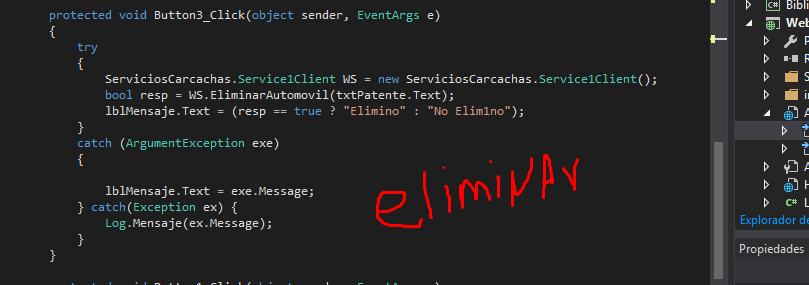 protected void Button3_Click(object sender, EventArgs e)
{
try
{
ServiciosCarcachas.Service1Client WS = new ServiciosCarcachas.Service1Client();
bool resp = WS.EliminarAutomovil(txtPatente.Text);
lblMensaje.Text = (resp == true ? "Elimino" : "No Elim1no");
}
catch (ArgumentException exe)
{
lblMensaje.Text = exe.Message;
} catch(Exception ex) {
Log.Mensaje(ex.Message);
}
}
eliminar
C# Bibli
Web
P
R
S
in
A
A
H
C# L
Explorador de
Propiedades